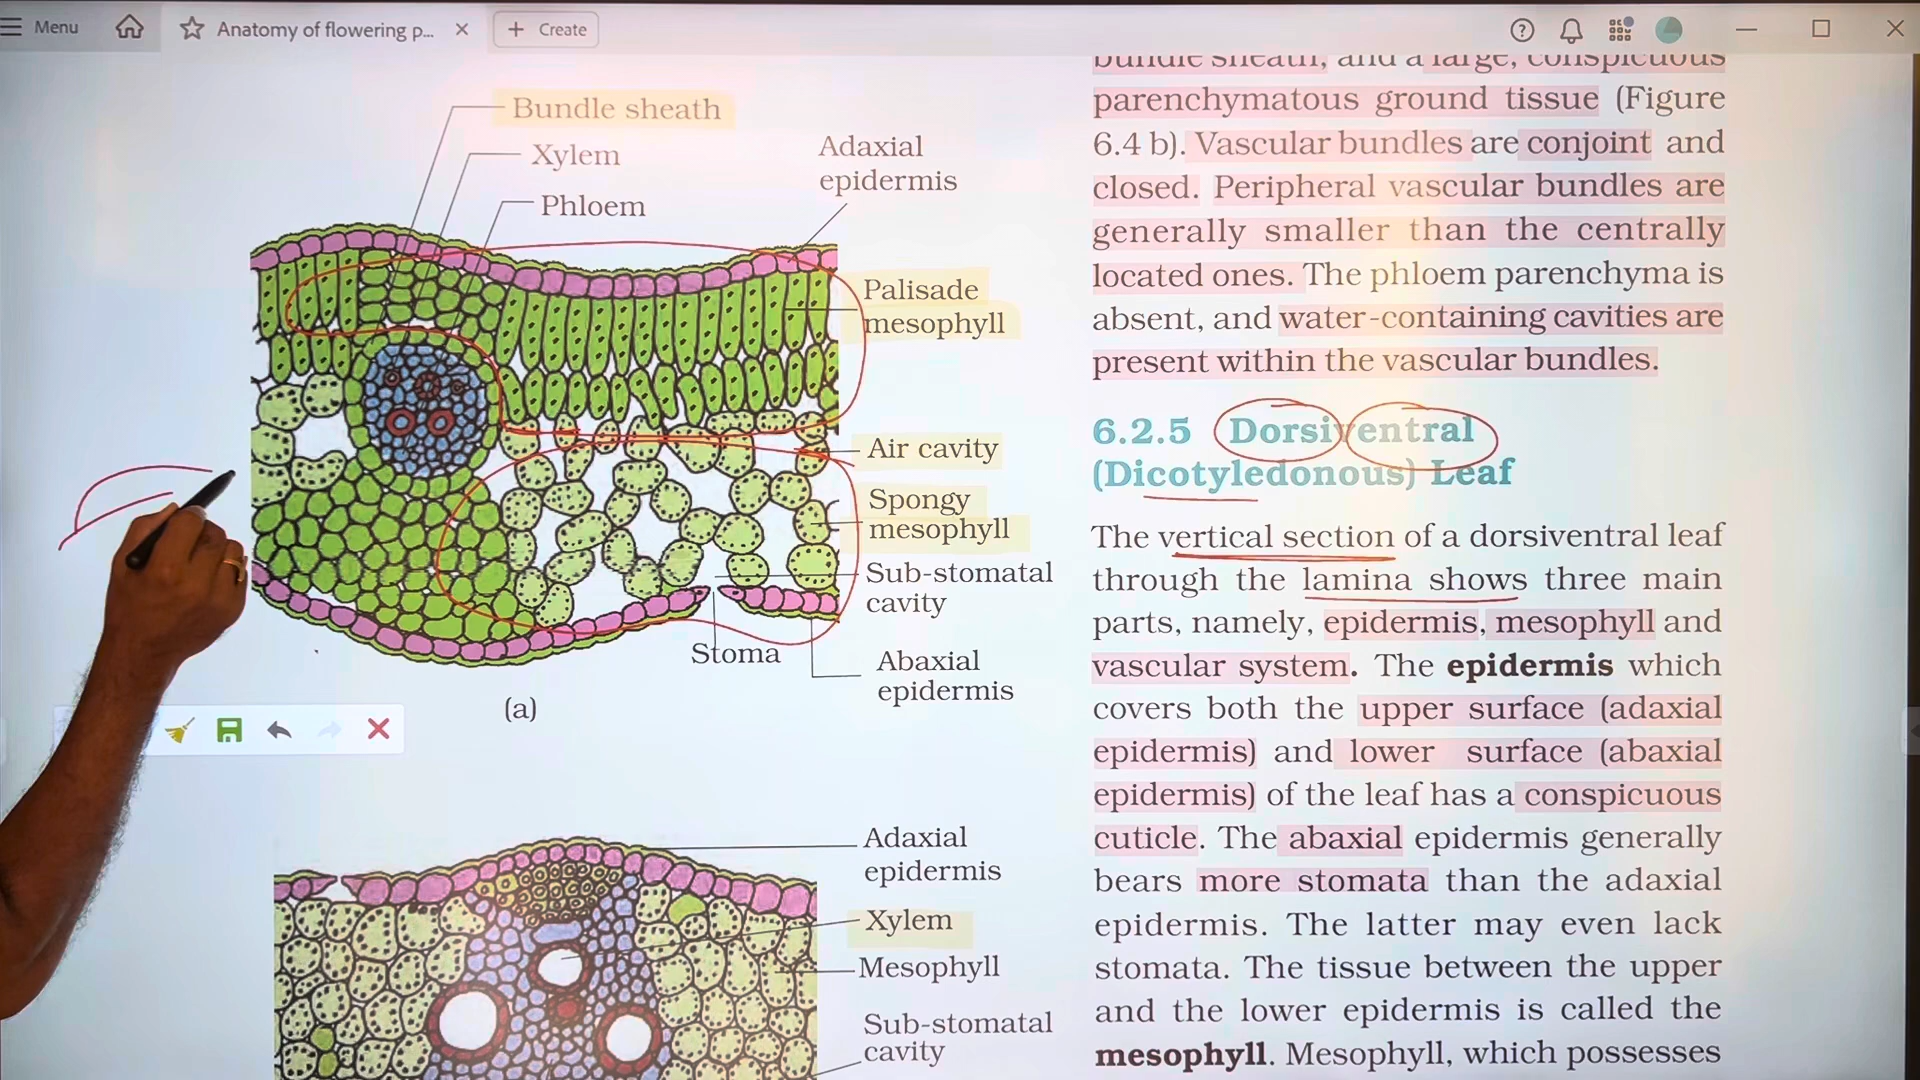 Menu
Anatomy of flowering p...
Create
Bundle sheath
Xylem
Phloem
Adaxial
epidermis
Palisade
mesophyll
Air cavity
Spongy
mesophyll
Sub-stomatal
cavity
Stoma
Abaxial
epidermis
(a)
Adaxial
epidermis
Xylem
Mesophyll
Sub-stomatal
cavity
bundle sheath, and a large, conspicuous
parenchymatous ground tissue (Figure
6.4 b). Vascular bundles are conjoint and
closed. Peripheral vascular bundles are
generally smaller than the centrally
located ones. The phloem parenchyma is
absent, and water-containing cavities are
present within the vascular bundles.
6.2.5 Dorsiventral
(Dicotyledonous) Leaf
The vertical section of a dorsiventral leaf
through the lamina shows three main
parts, namely, epidermis, mesophyll and
vascular system. The epidermis which
covers both the upper surface (adaxial
epidermis) and lower surface (abaxial
epidermis) of the leaf has a conspicuous
cuticle. The abaxial epidermis generally
bears more stomata than the adaxial
epidermis. The latter may even lack
stomata. The tissue between the upper
and the lower epidermis is called the
mesophyll. Mesophyll, which possesses